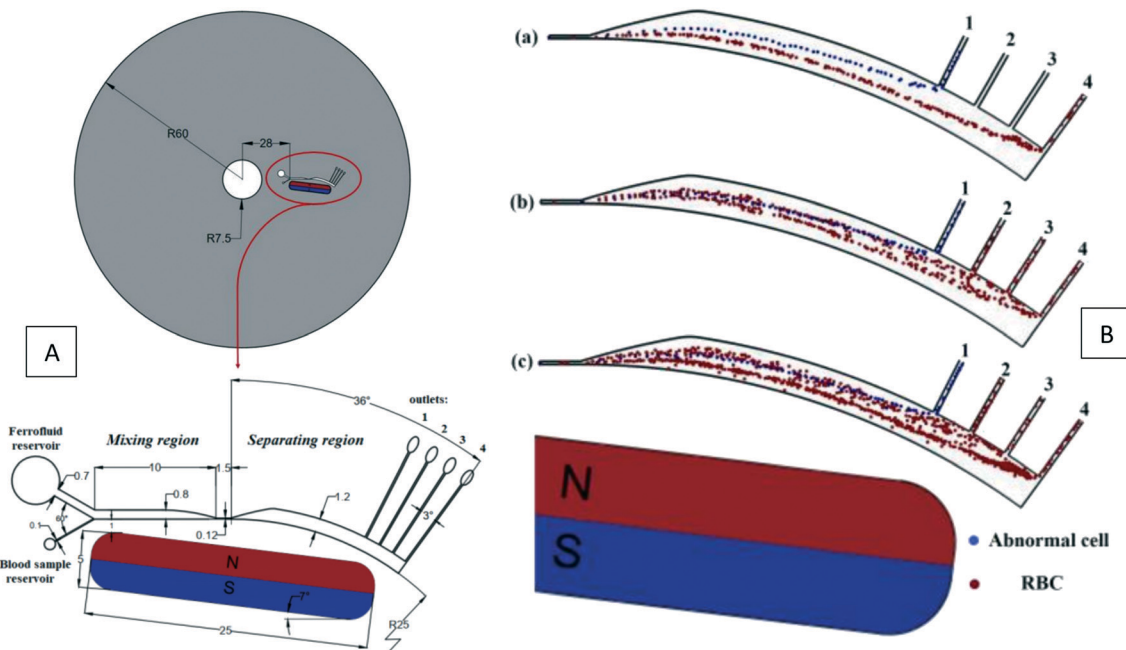 R60
28
R7.5
A
36°
outlets:
1
2
3
4
Ferrofluid
reservoir
Mixing region
Separating region
10
1.5
0.7
0.8
1.2
60°
1
0.1
0.12
3°
Blood sample
reservoir
5
N
S
7°
25
R25
(a)
1
2
3
4
(b)
1
2
3
4
B
(c)
1
2
3
4
N
S
Abnormal cell
RBC